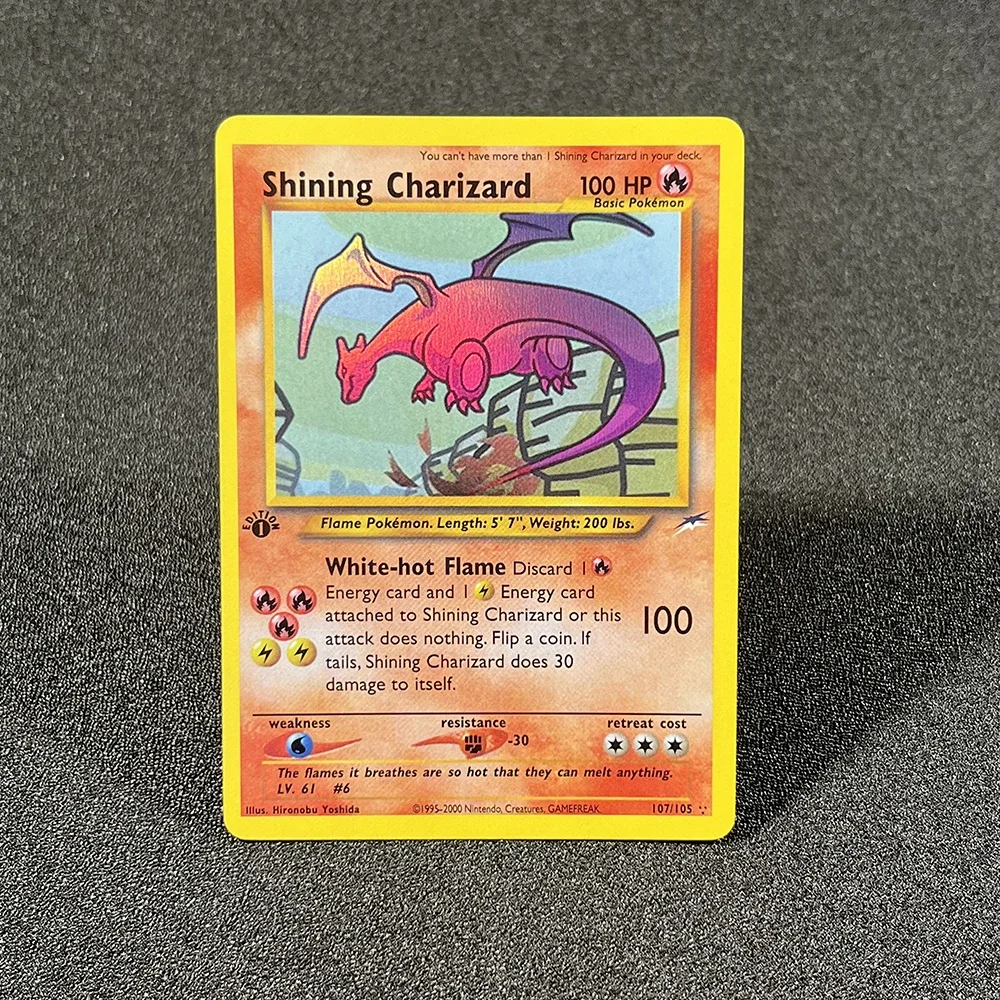 You can't have more than 1 Shining Charizard in your deck.
Shining Charizard 100 HP
Basic Pokémon
EDITION
1
Flame Pokémon. Length: 5' 7", Weight: 200 lbs.
White-hot Flame Discard 1
Energy card and 1 Energy card
attached to Shining Charizard or this
attack does nothing. Flip a coin. If
tails, Shining Charizard does 30
damage to itself.
100
weakness resistance retreat cost
-30
The flames it breathes are so hot that they can melt anything.
LV. 61 #6
Illus. Hironobu Yoshida ©1995-2000 Nintendo, Creatures, GAMEFREAK 107/105